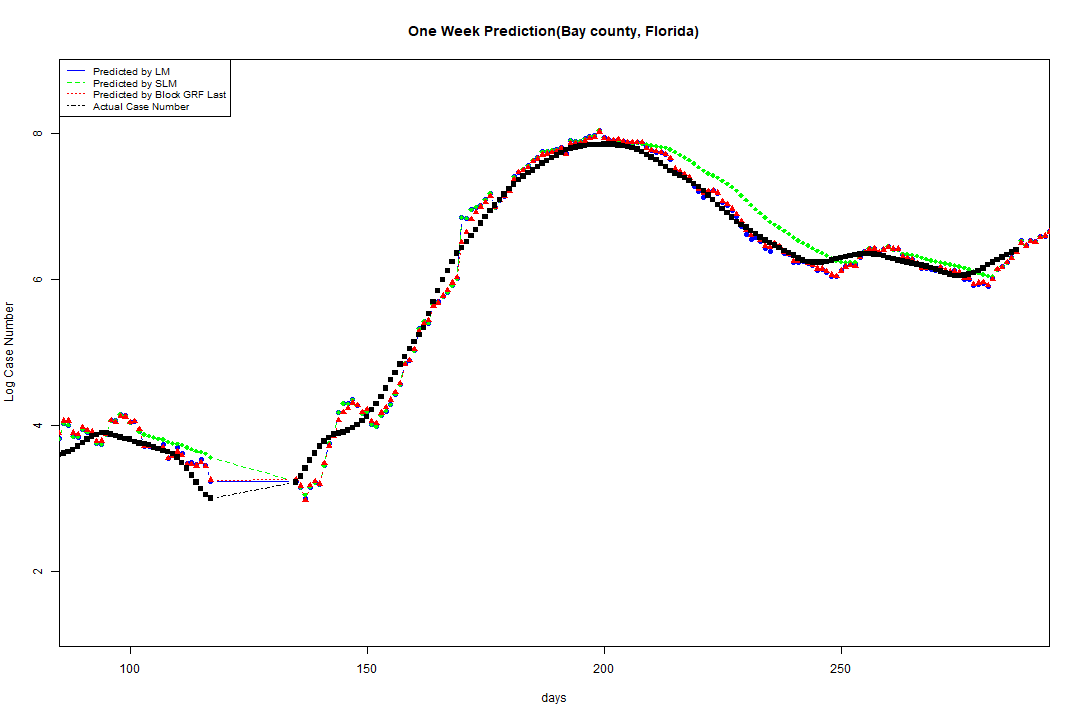 One Week Prediction(Bay county, Florida)
Predicted by LM
Predicted by SLM
Predicted by Block GRF Last
Actual Case Number
8
6
4
2
Log Case Number
100 150 200 250
days